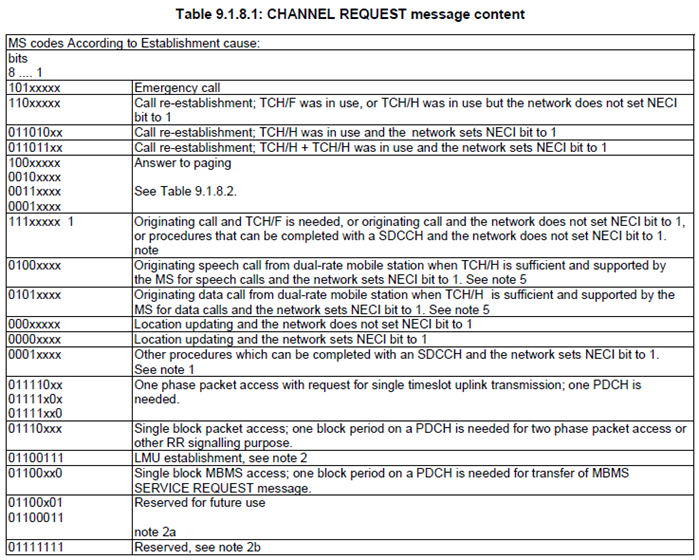 Table 9.1.8.1: CHANNEL REQUEST message content
MS codes According to Establishment cause:
bits
8 .... 1
101xxxxx Emergency call
110xxxxx Call re-establishment; TCH/F was in use, or TCH/H was in use but the network does not set NECI
bit to 1
011010xx Call re-establishment; TCH/H was in use and the network sets NECI bit to 1
011011xx Call re-establishment; TCH/H + TCH/H was in use and the network sets NECI bit to 1
100xxxxx Answer to paging
0010xxxx
0011xxxx See Table 9.1.8.2.
0001xxxx
111xxxxx 1 Originating call and TCH/F is needed, or originating call and the network does not set NECI bit to 1,
or procedures that can be completed with a SDCCH and the network does not set NECI bit to 1.
note
0100xxxx Originating speech call from dual-rate mobile station when TCH/H is sufficient and supported by
the MS for speech calls and the network sets NECI bit to 1. See note 5
0101xxxx Originating data call from dual-rate mobile station when TCH/H is sufficient and supported by the
MS for data calls and the network sets NECI bit to 1. See note 5
000xxxxx Location updating and the network does not set NECI bit to 1
0000xxxx Location updating and the network sets NECI bit to 1
0001xxxx Other procedures which can be completed with an SDCCH and the network sets NECI bit to 1.
See note 1
011110xx One phase packet access with request for single timeslot uplink transmission; one PDCH is
01111x0x needed.
01111xx0
01110xxx Single block packet access; one block period on a PDCH is needed for two phase packet access or
other RR signalling purpose.
01100111 LMU establishment, see note 2
01100xx0 Single block MBMS access; one block period on a PDCH is needed for transfer of MBMS
SERVICE REQUEST message.
01100x01 Reserved for future use
01100011
note 2a
01111111 Reserved, see note 2b